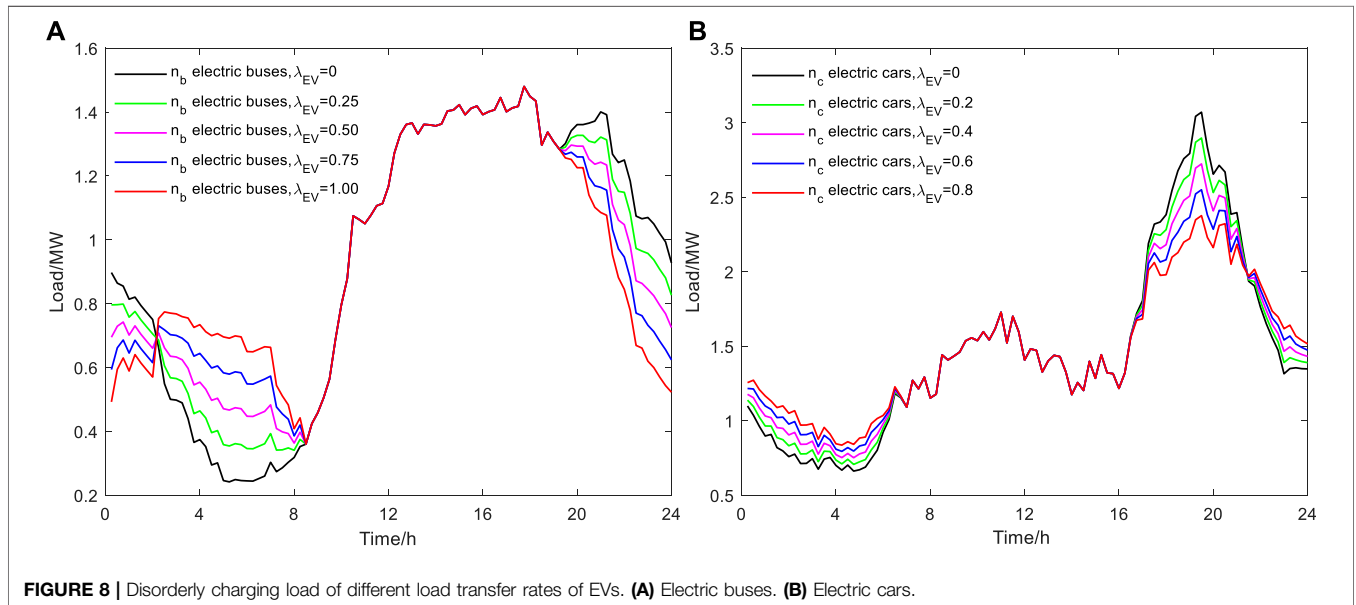 A
1.6
1.4
1.2
1
0.8
0.6
0.4
0.2
Load/MW
n_b electric buses, λ_EV=0
n_b electric buses, λ_EV=0.25
n_b electric buses, λ_EV=0.50
n_b electric buses, λ_EV=0.75
n_b electric buses, λ_EV=1.00
0 4 8 12 16 20 24
Time/h
B
3.5
3
2.5
2
1.5
1
0.5
Load/MW
n_c electric cars, λ_EV=0
n_c electric cars, λ_EV=0.2
n_c electric cars, λ_EV=0.4
n_c electric cars, λ_EV=0.6
n_c electric cars, λ_EV=0.8
0 4 8 12 16 20 24
Time/h
FIGURE 8 | Disorderly charging load of different load transfer rates of EVs. (A) Electric buses. (B) Electric cars.